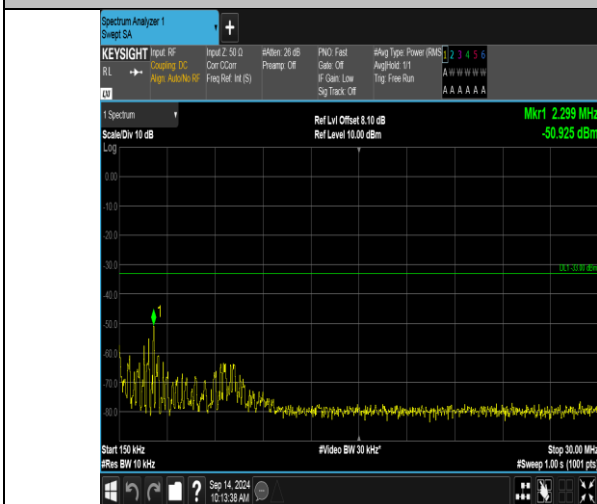 Spectrum Analyzer 1
Swept SA
+
KEYSIGHT
RL
Input: RF
Coupling: DC
Align: Auto/No RF
Input Z: 50 Ω
Corr CCorr
Freq Ref: Int (S)
#Atten: 26 dB
Preamp: Off
PNO: Fast
Gate: Off
IF Gain: Low
Sig Track: Off
#Avg Type: Power (RMS
Avg|Hold: 1/1
Trig: Free Run
1 2 3 4 5 6
A W W W W W
A A A A A A
1 Spectrum
Scale/Div 10 dB
Log
Ref Lvl Offset 8.10 dB
Ref Level 10.00 dBm
Mkr1 2.299 MHz
-50.925 dBm
0.00
-10.0
-20.0
-30.0
DL1 -33.00 dBm
-40.0
1
-50.0
-60.0
-70.0
-80.0
Start 150 kHz
#Res BW 10 kHz
#Video BW 30 kHz*
Stop 30.00 MHz
#Sweep 1.00 s (1001 pts)
?
Sep 14, 2024
10:13:38 AM